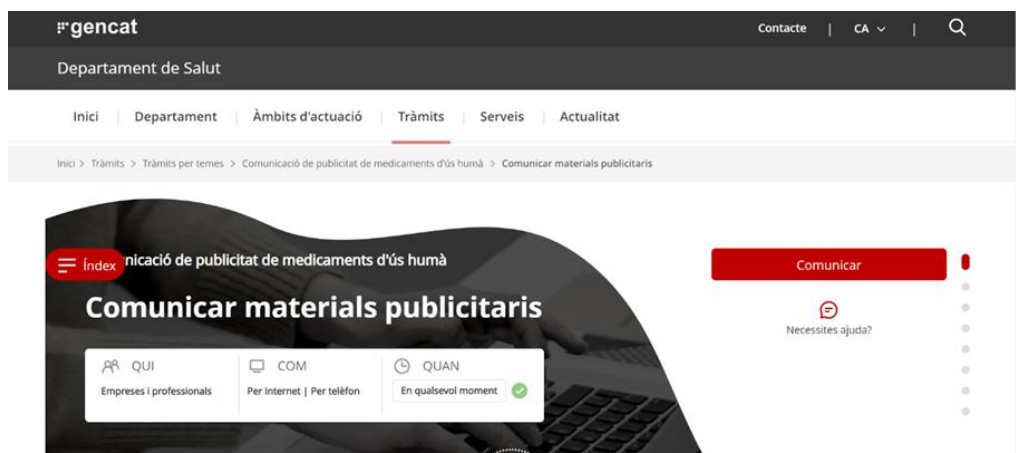 gencat
Contacte | CA |
Departament de Salut
Inici | Departament | Àmbits d'actuació | Tràmits | Serveis | Actualitat
Inici > Tràmits > Tràmits per temes > Comunicació de publicitat de medicaments d'ús humà > Comunicar materials publicitaris
Índex
nicació de publicitat de medicaments d'ús humà
Comunicar materials publicitaris
QUI
Empreses i professionals
COM
Per Internet | Per telèfon
QUAN
En qualsevol moment
Comunicar
Necessites ajuda?